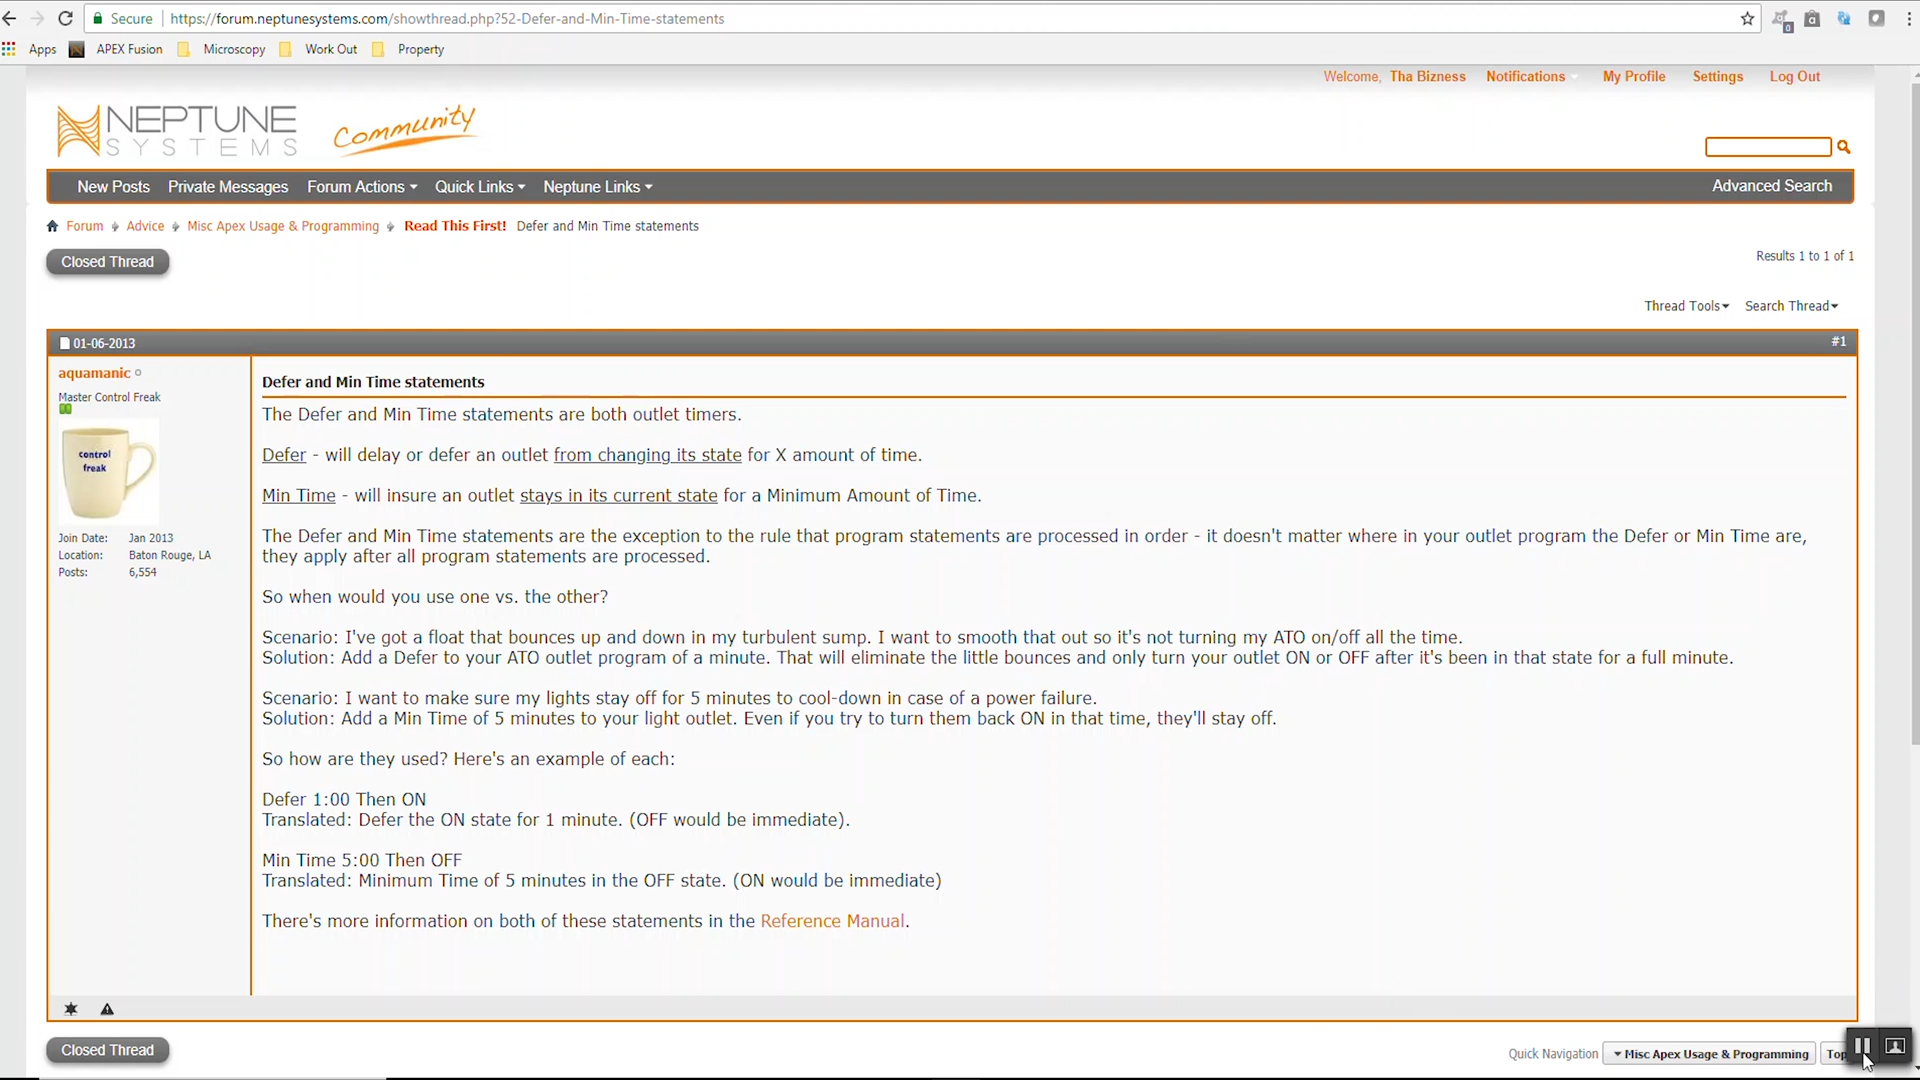 Secure https://forum.neptunesystems.com/showthread.php?52-Defer-and-Min-Time-statements
Apps APEX Fusion Microscopy Work Out Property
Welcome, Tha Bizness Notifications My Profile Settings Log Out
NEPTUNE SYSTEMS Community
New Posts Private Messages Forum Actions Quick Links Neptune Links Advanced Search
Forum Advice Misc Apex Usage & Programming Read This First! Defer and Min Time statements
Closed Thread
Results 1 to 1 of 1
Thread Tools Search Thread
01-06-2013 #1
aquamanic
Master Control Freak
control
freak
Join Date: Jan 2013
Location: Baton Rouge, LA
Posts: 6,554
Defer and Min Time statements
The Defer and Min Time statements are both outlet timers.
Defer - will delay or defer an outlet from changing its state for X amount of time.
Min Time - will insure an outlet stays in its current state for a Minimum Amount of Time.
The Defer and Min Time statements are the exception to the rule that program statements are processed in order - it doesn't matter where in your outlet program the Defer or Min Time are,
they apply after all program statements are processed.
So when would you use one vs. the other?
Scenario: I've got a float that bounces up and down in my turbulent sump. I want to smooth that out so it's not turning my ATO on/off all the time.
Solution: Add a Defer to your ATO outlet program of a minute. That will eliminate the little bounces and only turn your outlet ON or OFF after it's been in that state for a full minute.
Scenario: I want to make sure my lights stay off for 5 minutes to cool-down in case of a power failure.
Solution: Add a Min Time of 5 minutes to your light outlet. Even if you try to turn them back ON in that time, they'll stay off.
So how are they used? Here's an example of each:
Defer 1:00 Then ON
Translated: Defer the ON state for 1 minute. (OFF would be immediate).
Min Time 5:00 Then OFF
Translated: Minimum Time of 5 minutes in the OFF state. (ON would be immediate)
There's more information on both of these statements in the Reference Manual.
Closed Thread
Quick Navigation Misc Apex Usage & Programming Top